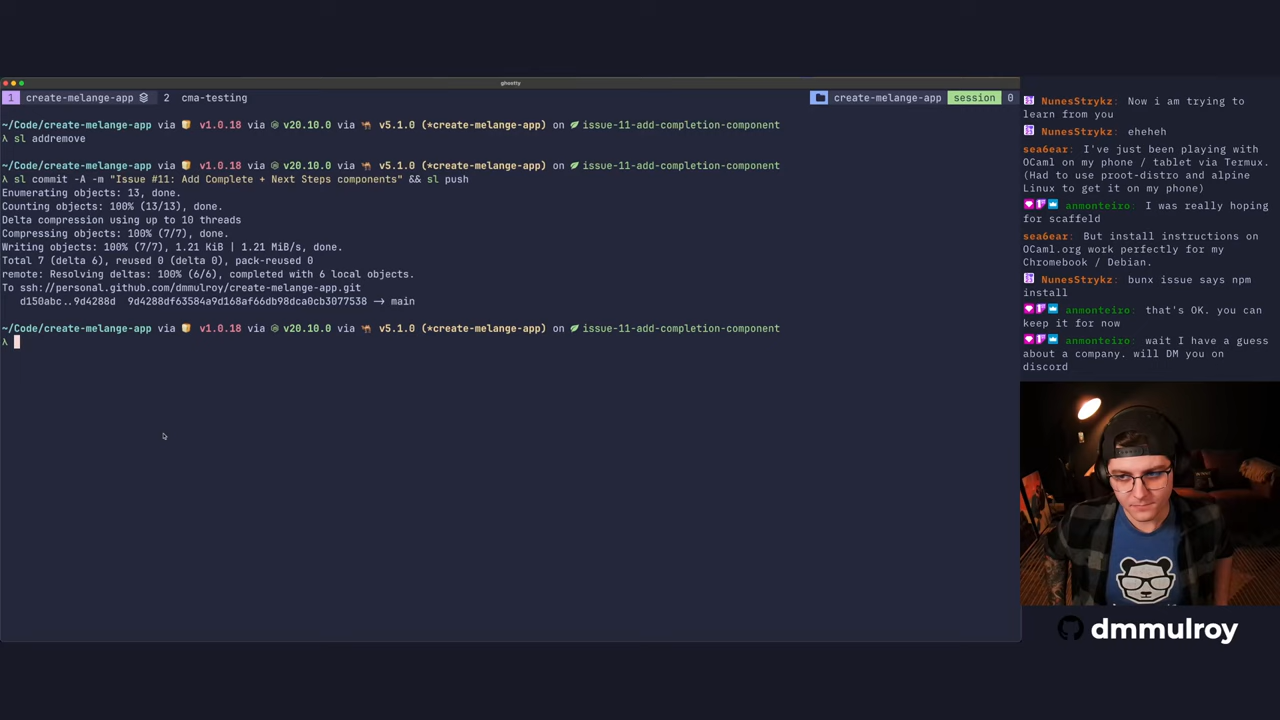 ghostty
1 create-melange-app 2 cma-testing create-melange-app session 0
~/Code/create-melange-app via v1.0.18 via v20.10.0 via v5.1.0 (*create-melange-app) on issue-11-add-completion-component
λ sl addremove
~/Code/create-melange-app via v1.0.18 via v20.10.0 via v5.1.0 (*create-melange-app) on issue-11-add-completion-component
λ sl commit -A -m "Issue #11: Add Complete + Next Steps components" && sl push
Enumerating objects: 13, done.
Counting objects: 100% (13/13), done.
Delta compression using up to 10 threads
Compressing objects: 100% (7/7), done.
Writing objects: 100% (7/7), 1.21 KiB | 1.21 MiB/s, done.
Total 7 (delta 6), reused 0 (delta 0), pack-reused 0
remote: Resolving deltas: 100% (6/6), completed with 6 local objects.
To ssh://personal.github.com/dmmulroy/create-melange-app.git
d150abc..9d4288d 9d4288df63584a9d168af66db98dca0cb3077538 -> main
~/Code/create-melange-app via v1.0.18 via v20.10.0 via v5.1.0 (*create-melange-app) on issue-11-add-completion-component
λ
NunesStrykz: Now i am trying to
learn from you
NunesStrykz: eheheh
sea6ear: I've just been playing with
OCaml on my phone / tablet via Termux.
(Had to use proot-distro and alpine
Linux to get it on my phone)
anmonteiro: I was really hoping
for scaffeld
sea6ear: But install instructions on
OCaml.org work perfectly for my
Chromebook / Debian.
NunesStrykz: bunx issue says npm
install
anmonteiro: that's OK. you can
keep it for now
anmonteiro: wait I have a guess
about a company. will DM you on
discord
dmmulroy